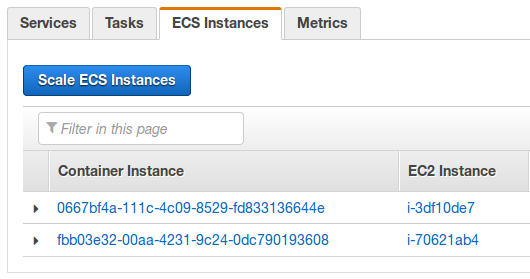 Services Tasks ECS Instances Metrics
Scale ECS Instances
Filter in this page
Container Instance EC2 Instance
0667bf4a-111c-4c09-8529-fd833136644e i-3df10de7
fbb03e32-00aa-4231-9c24-0dc790193608 i-70621ab4